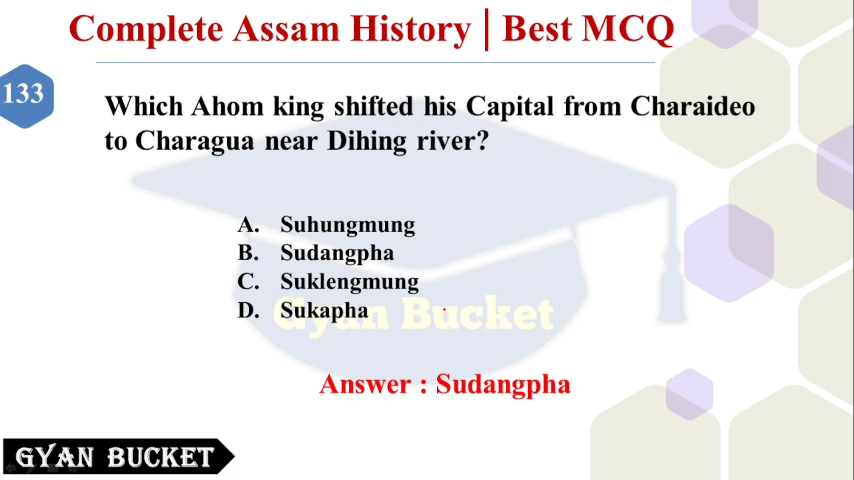 Complete Assam History | Best MCQ
133
Which Ahom king shifted his Capital from Charaideo
to Charagua near Dihing river?
A. Suhungmung
B. Sudangpha
C. Suklengmung
D. Sukapha
Gyan Bucket
Answer : Sudangpha
GYAN BUCKET